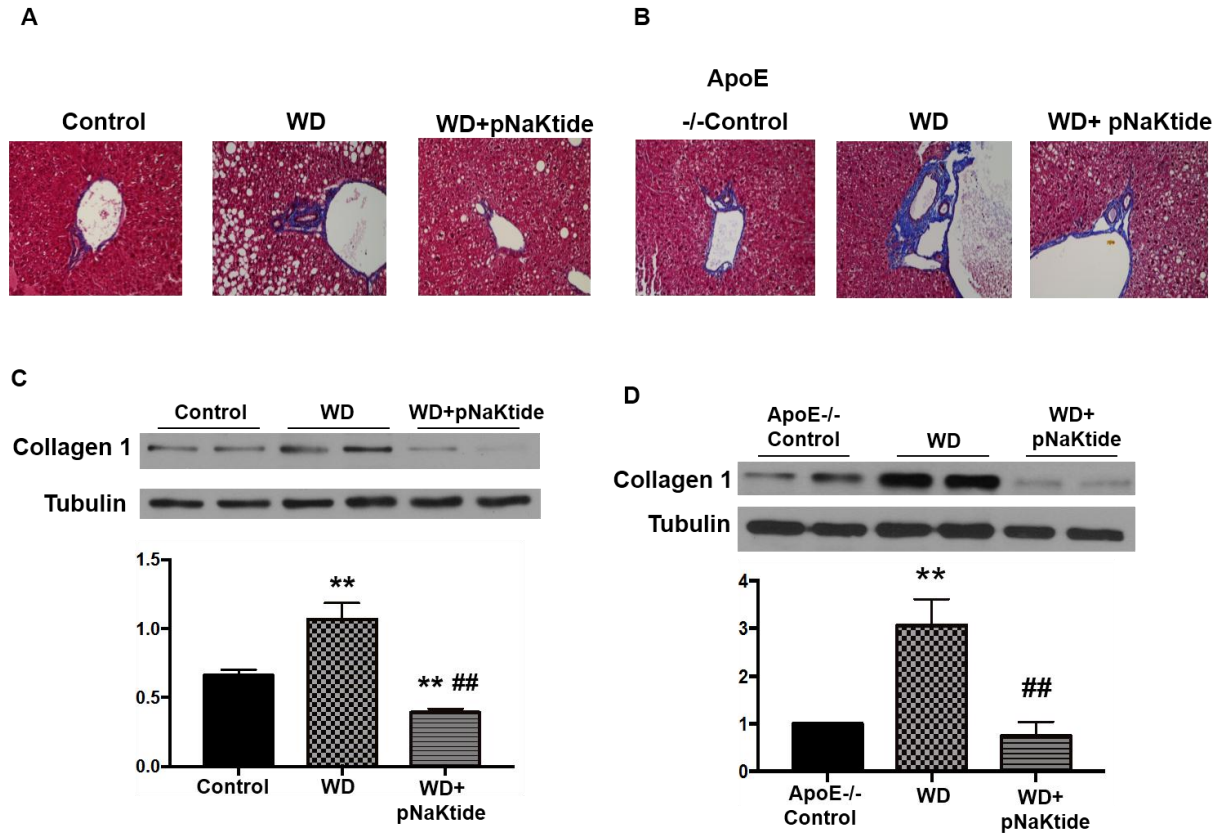 A
Control
WD
WD+pNaKtide
B
ApoE
-/-Control
WD
WD+ pNaKtide
C
Control
WD
WD+pNaKtide
Collagen 1
Tubulin
1.5
1.0
0.5
0.0
**
** ##
Control
WD
WD+
pNaKtide
D
ApoE-/-
Control
WD
WD+
pNaKtide
Collagen 1
Tubulin
4
3
2
1
0
**
##
ApoE-/-
Control
WD
WD+
pNaKtide